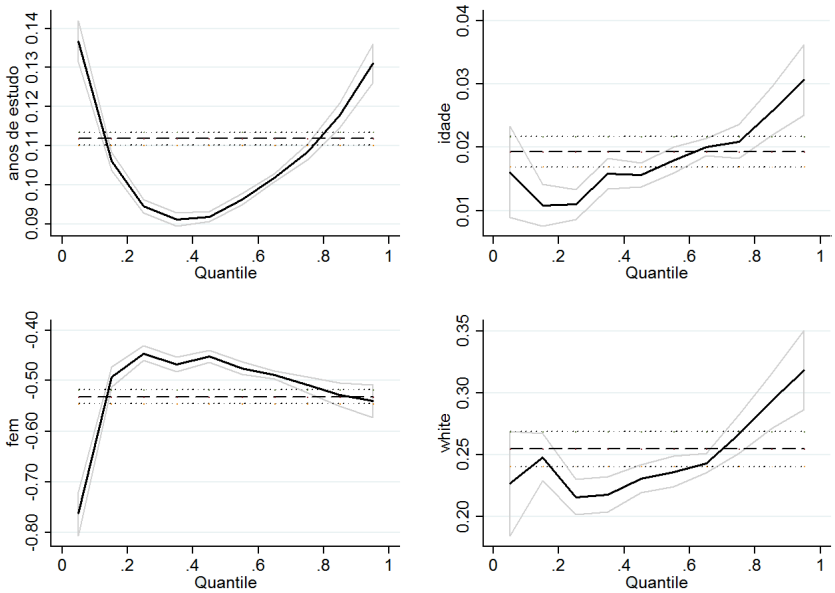 anos de estudo
0.14
0.13
0.12
0.11
0.10
0.09
0 .2 .4 .6 .8 1
Quantile
idade
0.04
0.03
0.02
0.01
0 .2 .4 .6 .8 1
Quantile
fem
-0.40
-0.50
-0.60
-0.70
-0.80
0 .2 .4 .6 .8 1
Quantile
white
0.35
0.30
0.25
0.20
0 .2 .4 .6 .8 1
Quantile